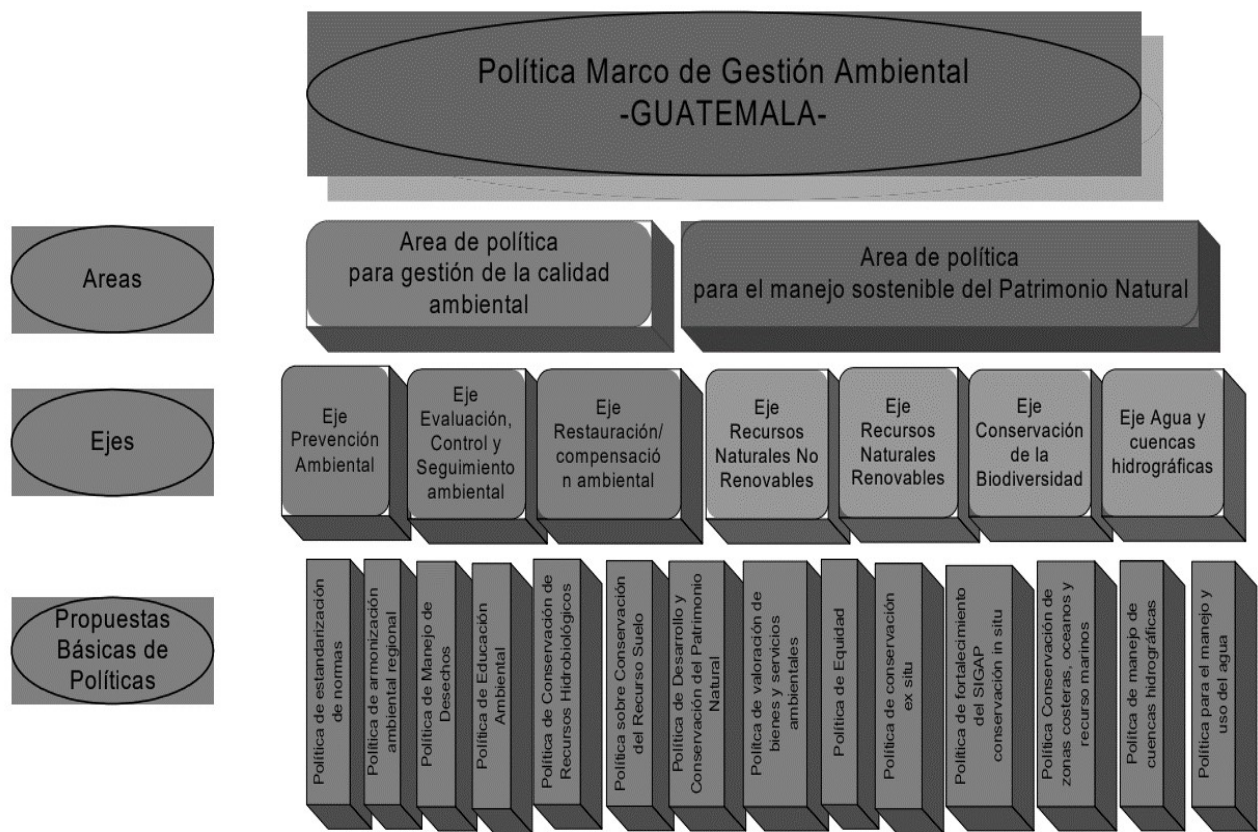 Política Marco de Gestión Ambiental
-GUATEMALA-
Areas
Area de política
para gestión de la calidad
ambiental
Area de política
para el manejo sostenible del Patrimonio Natural
Ejes
Eje
Prevención
Ambiental
Eje
Evaluación,
Control y
Seguimiento
ambiental
Eje
Restauración/
compensació
n ambiental
Eje
Recursos
Naturales No
Renovables
Eje
Recursos
Naturales
Renovables
Eje
Conservación
de la
Biodiversidad
Eje Agua y
cuencas
hidrográficas
Propuestas
Básicas de
Políticas
Política de estandarización
de normas
Política de armonización
ambiental regional
Política de Manejo de
Desechos
Política de Educación
Ambiental
Política de Conservación de
Recursos Hidrobiológicos
Política sobre Conservación
del Recurso Suelo
Política de Desarrollo y
Conservación del Patrimonio
Natural
Polítca de valoración de
bienes y servicios
ambientales
Política de Equidad
Política de conservación
ex situ
Política de fortalecimiento
del SIGAP
conservación in situ
Política Conservación de
zonas costeras, oceanos y
recurso marinos
Polítca de manejo de
cuencas hidrográficas
Política para el manejo y
uso del agua